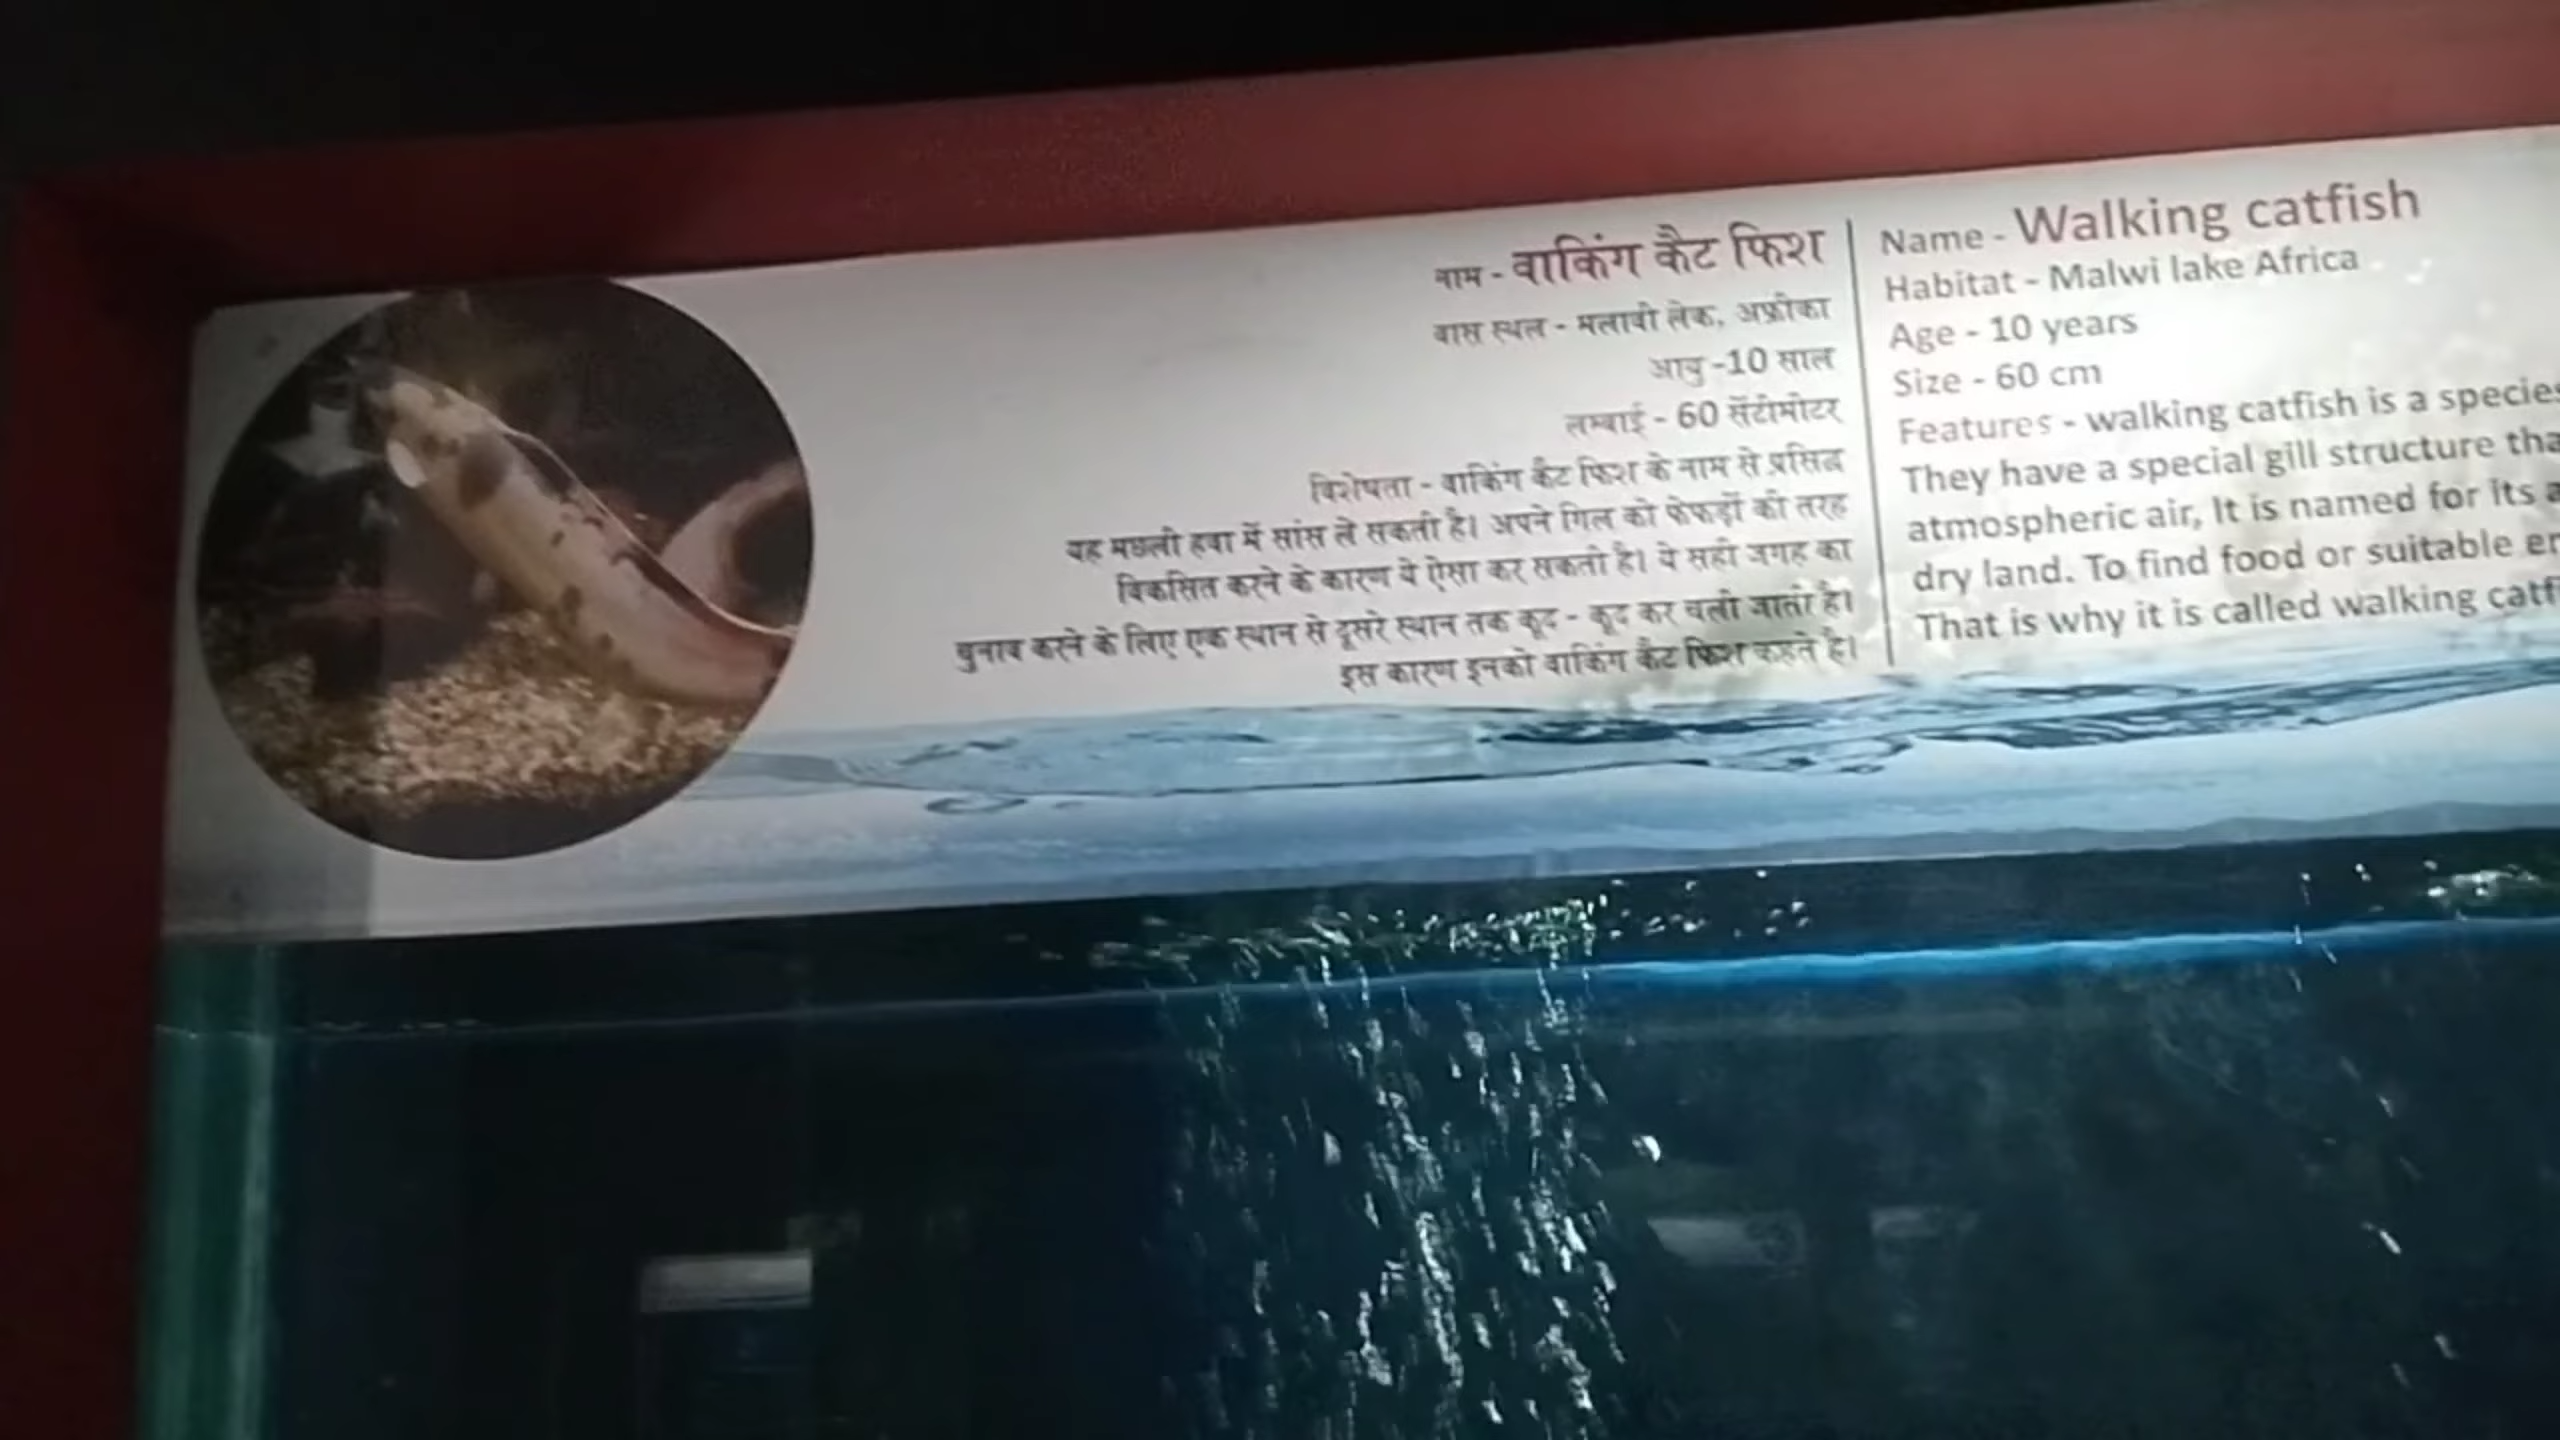 नाम - वाकिंग कैट फिश
वास स्थल - मलावी लेक, अफ्रीका
आयु -10 साल
लम्बाई - 60 सेंटीमीटर
विशेषता - वाकिंग कैट फिश के नाम से प्रसिद्ध
यह मछली हवा में सांस ले सकती है। अपने गिल को फेफड़ों की तरह
विकसित करने के कारण ये ऐसा कर सकती है। ये सही जगह का
चुनाव करने के लिए एक स्थान से दूसरे स्थान तक कूद - कूद कर चली जाती है।
इस कारण इनको वाकिंग कैट फिश कहते है।
Name - Walking catfish
Habitat - Malwi lake Africa
Age - 10 years
Size - 60 cm
Features - walking catfish is a species
They have a special gill structure tha
atmospheric air, It is named for its a
dry land. To find food or suitable en
That is why it is called walking catf